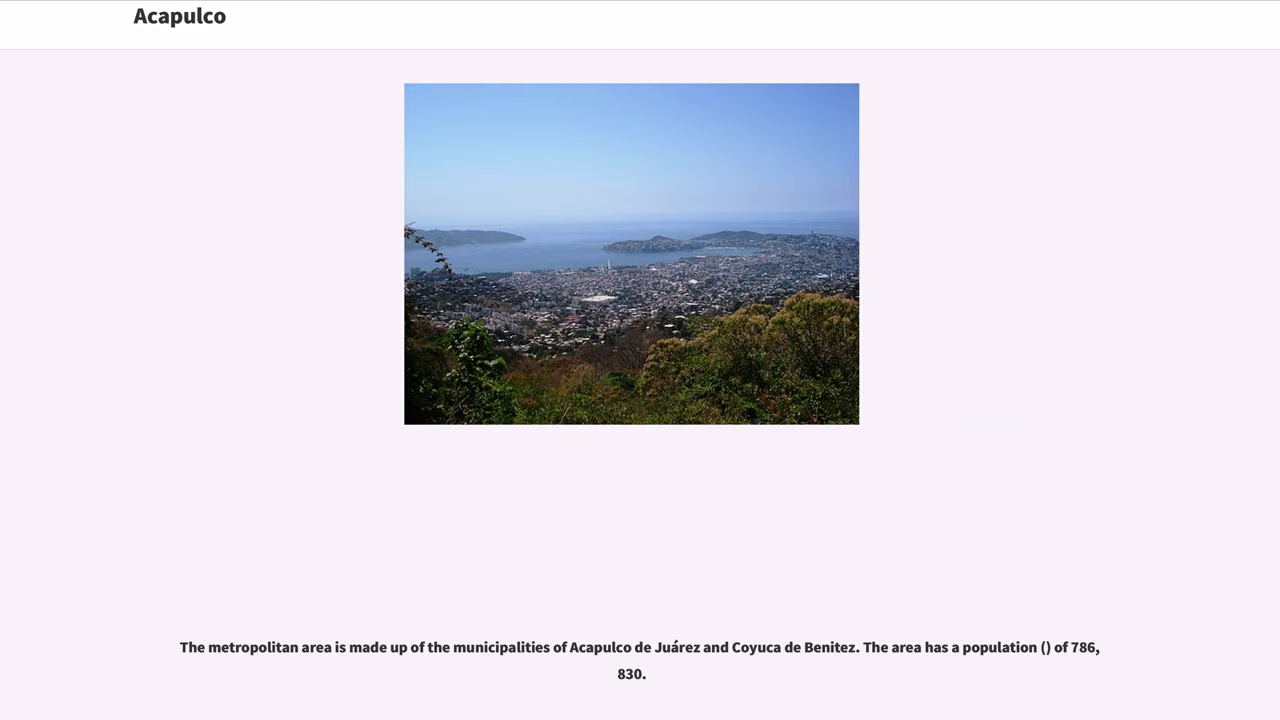 Acapulco
The metropolitan area is made up of the municipalities of Acapulco de Juárez and Coyuca de Benitez. The area has a population () of 786,
830.